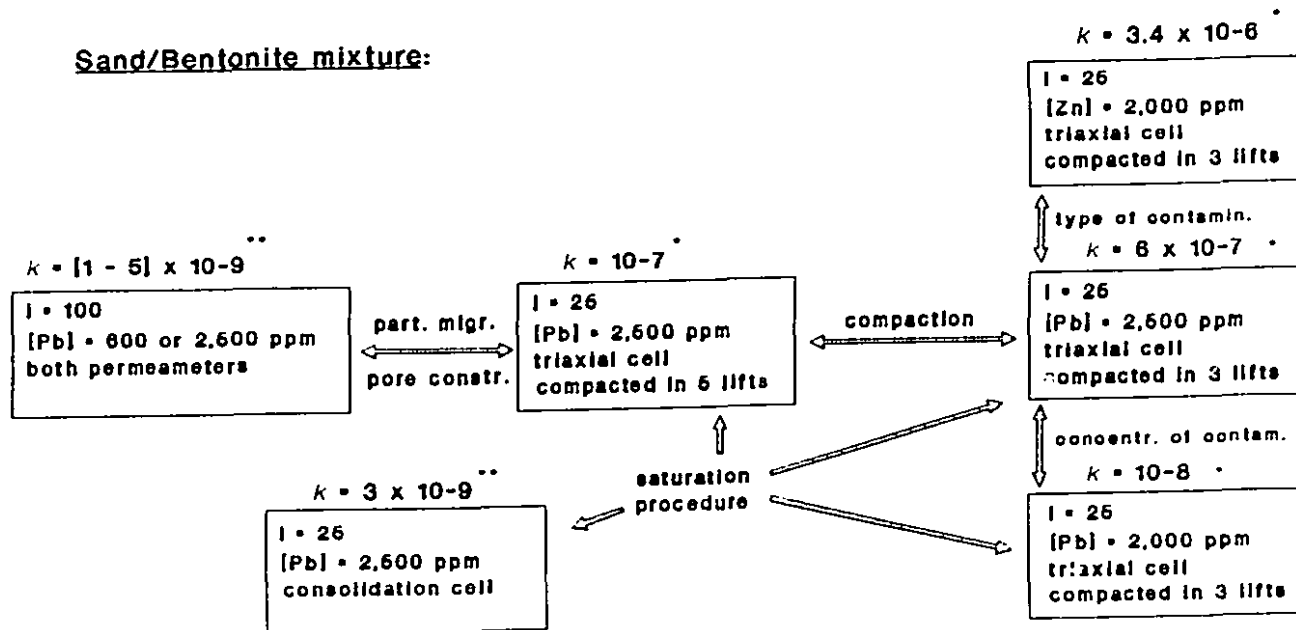 Sand/Bentonite mixture:
k = 3.4 x 10-6 *
i = 25
[Zn] = 2,000 ppm
triaxial cell
compacted in 3 lifts
type of contamin.
k = [1 - 5] x 10-9 **
i = 100
[Pb] = 500 or 2,500 ppm
both permeameters
part. migr.
pore constr.
k = 10-7 *
i = 25
[Pb] = 2,500 ppm
triaxial cell
compacted in 5 lifts
compaction
k = 6 x 10-7 *
i = 25
[Pb] = 2,500 ppm
triaxial cell
compacted in 3 lifts
saturation
procedure
concentr. of contam.
k = 3 x 10-9 **
i = 25
[Pb] = 2,500 ppm
consolidation cell
k = 10-8 *
i = 25
[Pb] = 2,000 ppm
triaxial cell
compacted in 3 lifts